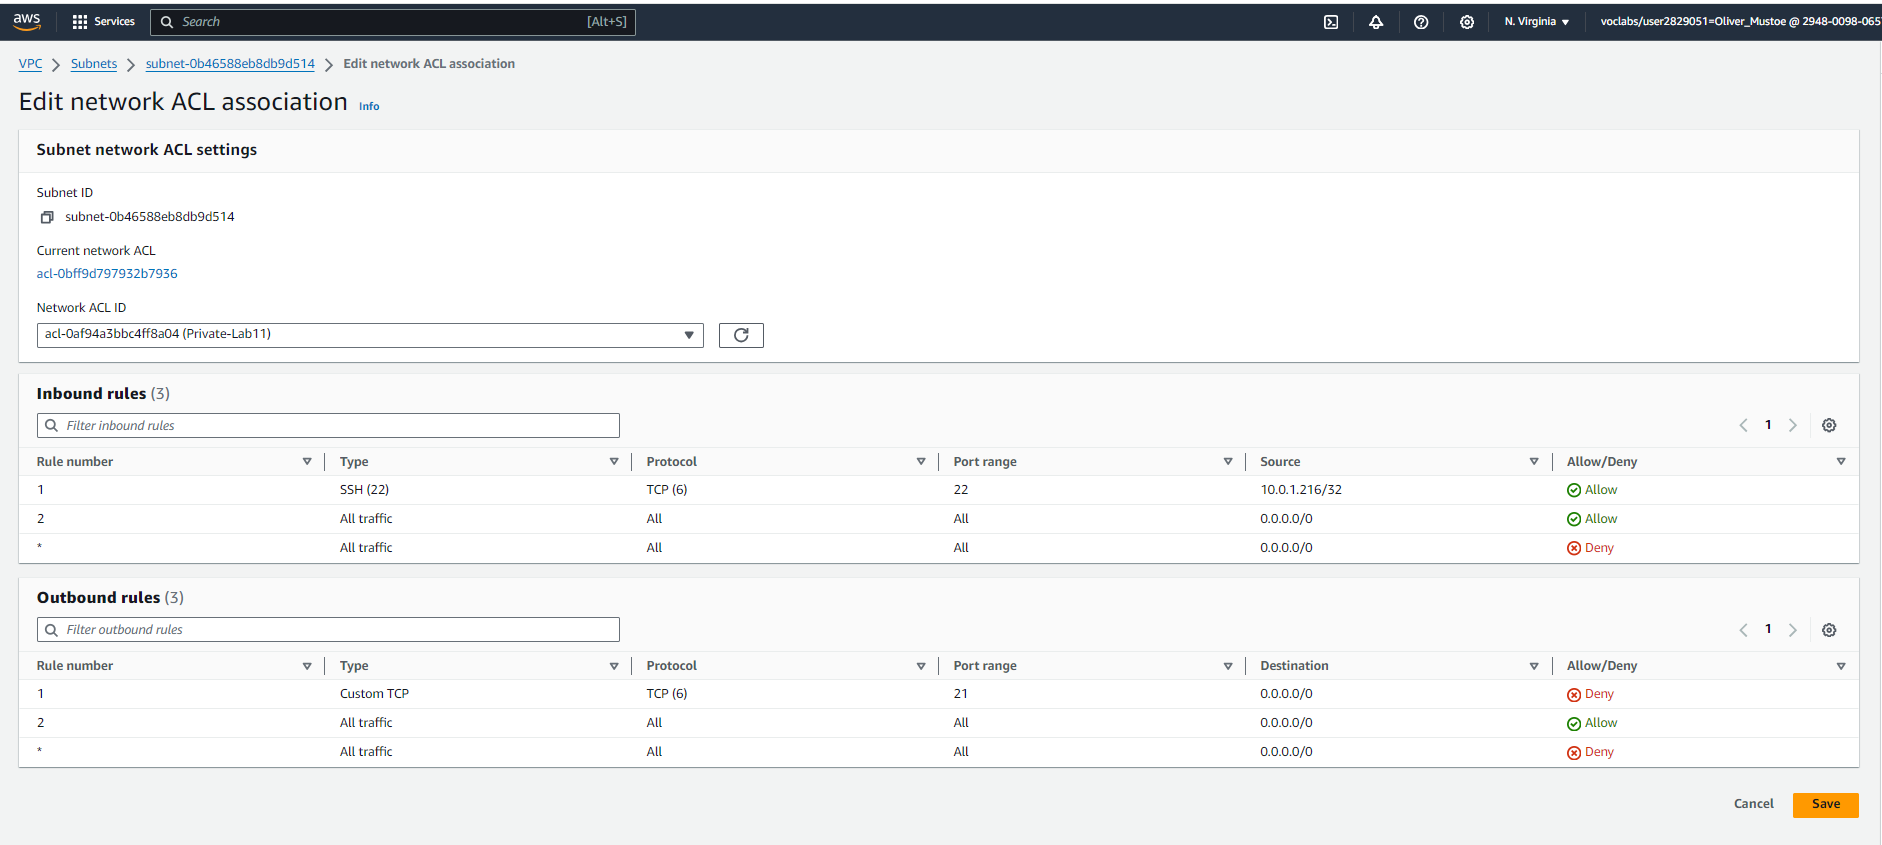 aws Services Search [Alt+S] N. Virginia voclabs/user2829051=Oliver_Mustoe @ 2948-0098-065
VPC Subnets subnet-0b46588eb8db9d514 Edit network ACL association
Edit network ACL association Info
Subnet network ACL settings
Subnet ID
subnet-0b46588eb8db9d514
Current network ACL
acl-0bff9d797932b7936
Network ACL ID
acl-0af94a3bbc4ff8a04 (Private-Lab11)
Inbound rules (3)
Filter inbound rules 1
Rule number Type Protocol Port range Source Allow/Deny
1 SSH (22) TCP (6) 22 10.0.1.216/32 Allow
2 All traffic All All 0.0.0.0/0 Allow
* All traffic All All 0.0.0.0/0 Deny
Outbound rules (3)
Filter outbound rules 1
Rule number Type Protocol Port range Destination Allow/Deny
1 Custom TCP TCP (6) 21 0.0.0.0/0 Deny
2 All traffic All All 0.0.0.0/0 Allow
* All traffic All All 0.0.0.0/0 Deny
Cancel Save